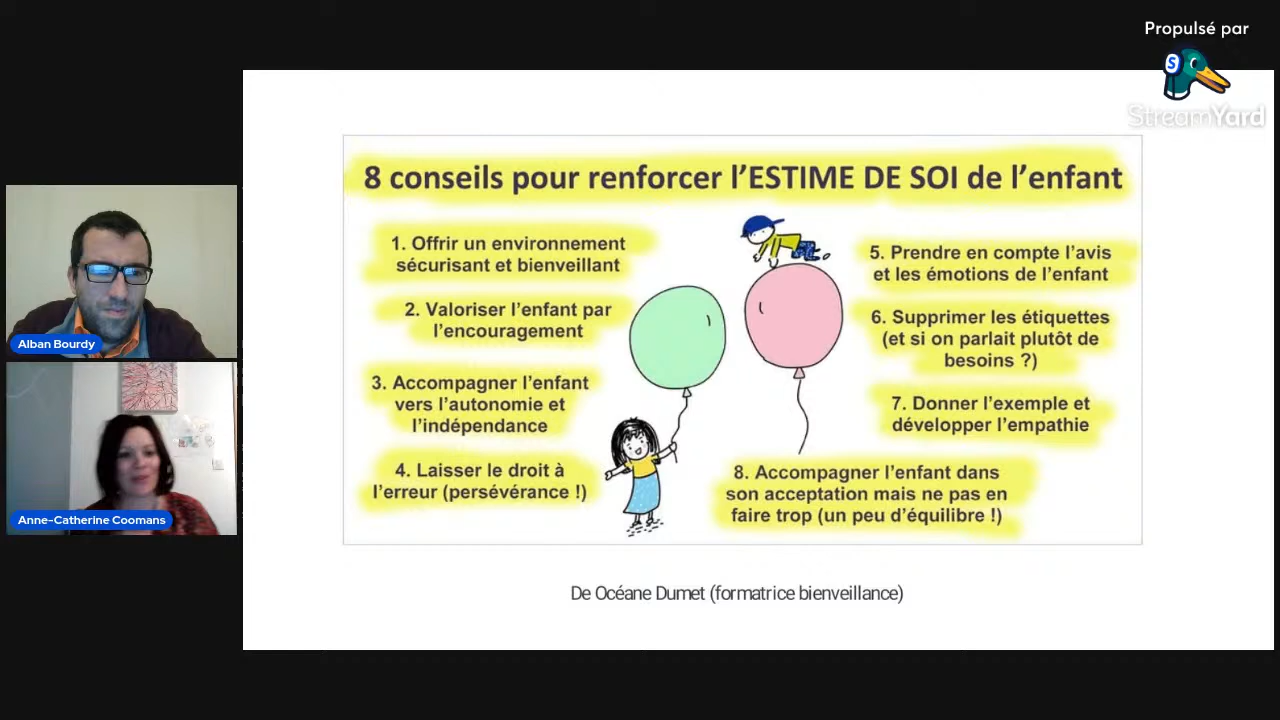 Propulsé par
S
StreamYard
8 conseils pour renforcer l’ESTIME DE SOI de l’enfant
1. Offrir un environnement
sécurisant et bienveillant
2. Valoriser l’enfant par
l’encouragement
3. Accompagner l’enfant
vers l’autonomie et
l’indépendance
4. Laisser le droit à
l’erreur (persévérance !)
5. Prendre en compte l’avis
et les émotions de l’enfant
6. Supprimer les étiquettes
(et si on parlait plutôt de
besoins ?)
7. Donner l’exemple et
développer l’empathie
8. Accompagner l’enfant dans
son acceptation mais ne pas en
faire trop (un peu d’équilibre !)
De Océane Dumet (formatrice bienveillance)
Alban Bourdy
Anne-Catherine Coomans